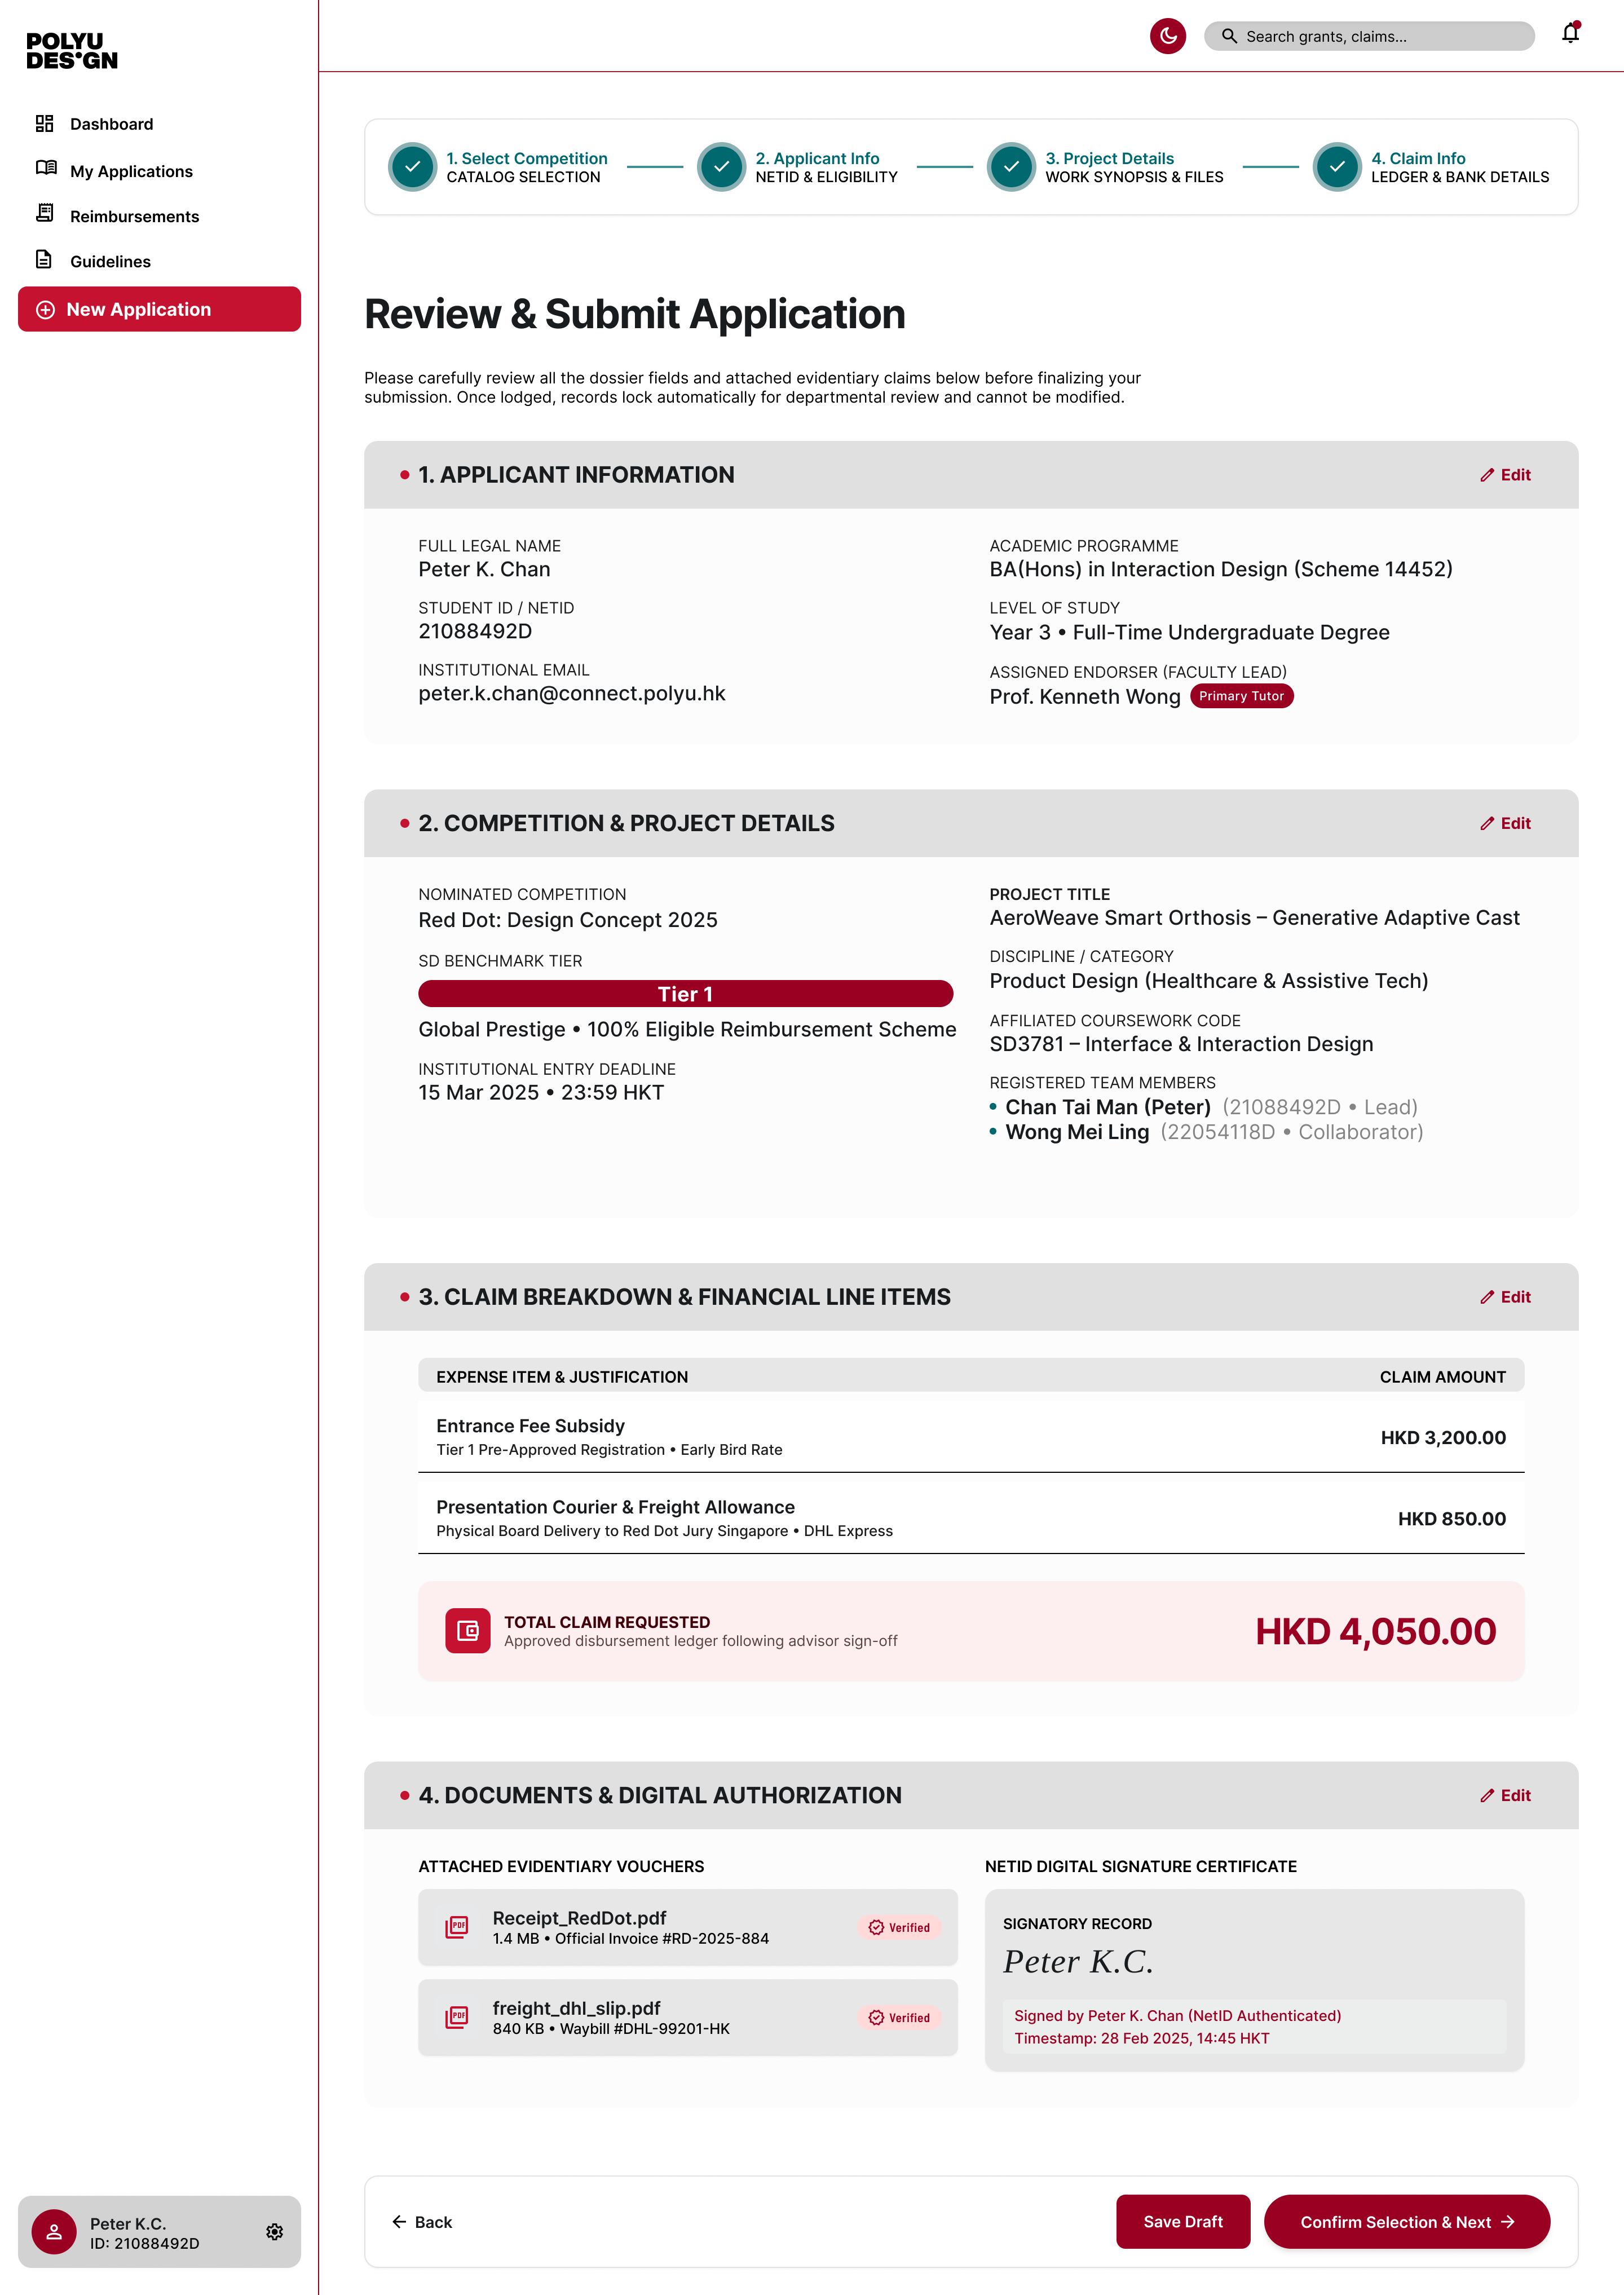 POLYU
DES•GN
Dashboard
My Applications
Reimbursements
Guidelines
New Application
Search grants, claims...
1. Select Competition
CATALOG SELECTION
2. Applicant Info
NETID & ELIGIBILITY
3. Project Details
WORK SYNOPSIS & FILES
4. Claim Info
LEDGER & BANK DETAILS
Review & Submit Application
Please carefully review all the dossier fields and attached evidentiary claims below before finalizing your
submission. Once lodged, records lock automatically for departmental review and cannot be modified.
• 1. APPLICANT INFORMATION
Edit
FULL LEGAL NAME
Peter K. Chan
STUDENT ID / NETID
21088492D
INSTITUTIONAL EMAIL
peter.k.chan@connect.polyu.hk
ACADEMIC PROGRAMME
BA(Hons) in Interaction Design (Scheme 14452)
LEVEL OF STUDY
Year 3 • Full-Time Undergraduate Degree
ASSIGNED ENDORSER (FACULTY LEAD)
Prof. Kenneth Wong Primary Tutor
• 2. COMPETITION & PROJECT DETAILS
Edit
NOMINATED COMPETITION
Red Dot: Design Concept 2025
SD BENCHMARK TIER
Tier 1
Global Prestige • 100% Eligible Reimbursement Scheme
INSTITUTIONAL ENTRY DEADLINE
15 Mar 2025 • 23:59 HKT
PROJECT TITLE
AeroWeave Smart Orthosis – Generative Adaptive Cast
DISCIPLINE / CATEGORY
Product Design (Healthcare & Assistive Tech)
AFFILIATED COURSEWORK CODE
SD3781 – Interface & Interaction Design
REGISTERED TEAM MEMBERS
• Chan Tai Man (Peter) (21088492D • Lead)
• Wong Mei Ling (22054118D • Collaborator)
• 3. CLAIM BREAKDOWN & FINANCIAL LINE ITEMS
Edit
EXPENSE ITEM & JUSTIFICATION
CLAIM AMOUNT
Entrance Fee Subsidy
Tier 1 Pre-Approved Registration • Early Bird Rate
HKD 3,200.00
Presentation Courier & Freight Allowance
Physical Board Delivery to Red Dot Jury Singapore • DHL Express
HKD 850.00
TOTAL CLAIM REQUESTED
Approved disbursement ledger following advisor sign-off
HKD 4,050.00
• 4. DOCUMENTS & DIGITAL AUTHORIZATION
Edit
ATTACHED EVIDENTIARY VOUCHERS
PDF
Receipt_RedDot.pdf
1.4 MB • Official Invoice #RD-2025-884
Verified
PDF
freight_dhl_slip.pdf
840 KB • Waybill #DHL-99201-HK
Verified
NETID DIGITAL SIGNATURE CERTIFICATE
SIGNATORY RECORD
Peter K.C.
Signed by Peter K. Chan (NetID Authenticated)
Timestamp: 28 Feb 2025, 14:45 HKT
Peter K.C.
ID: 21088492D
Back
Save Draft
Confirm Selection & Next